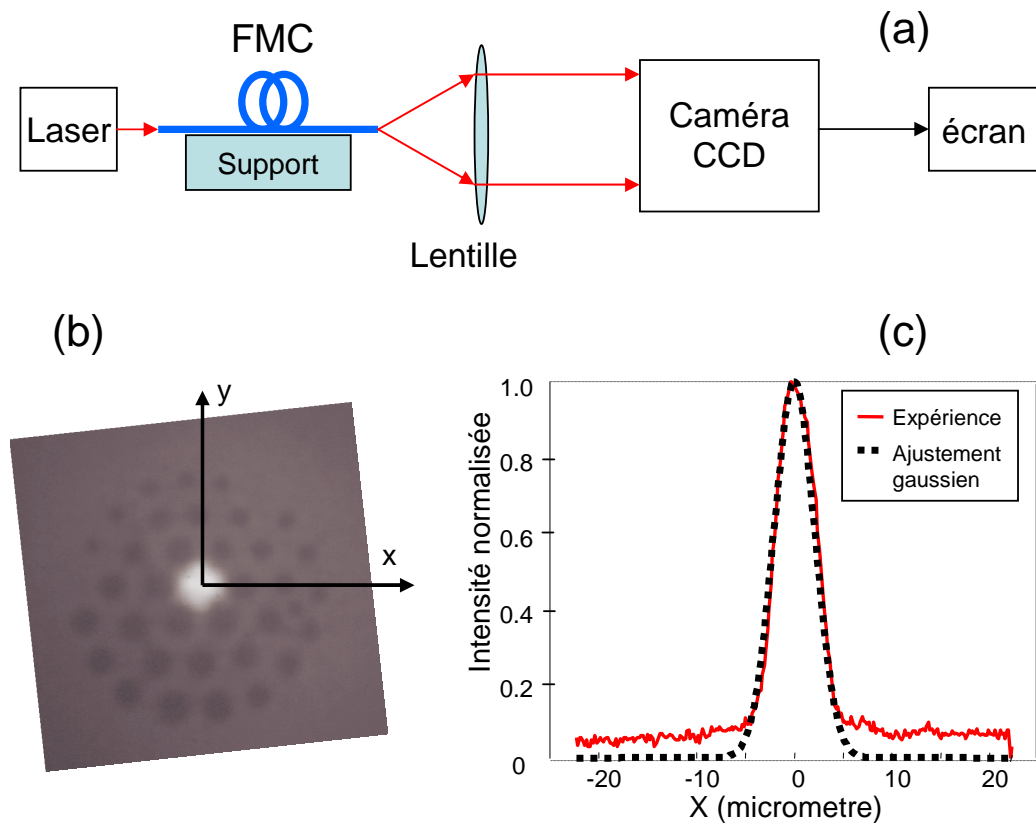 (a)
FMC
Laser
Support
Lentille
Caméra
CCD
écran
(b)
y
x
(c)
Intensité normalisée
1.0
0.8
0.6
0.4
0.2
0
Expérience
Ajustement
gaussien
-20
-10
0
10
20
X (micrometre)